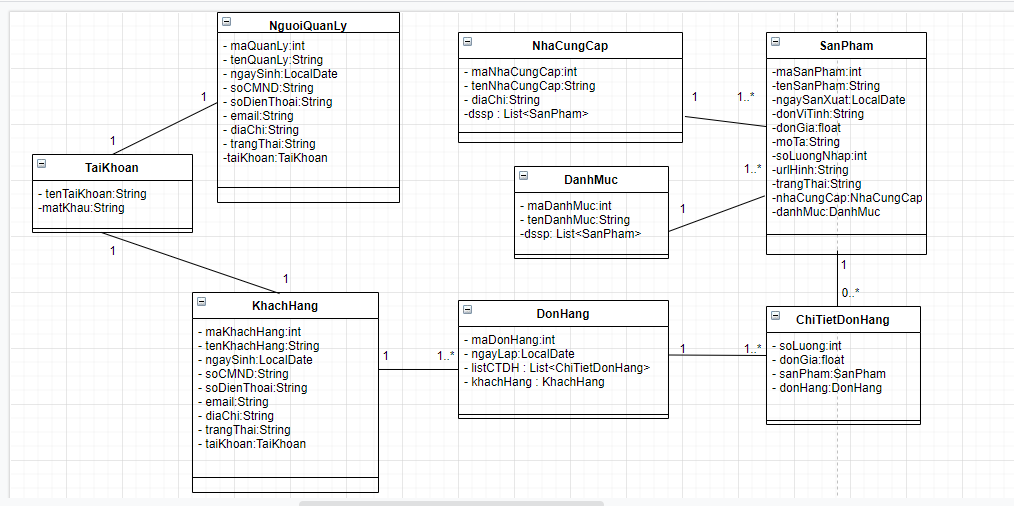 NguoiQuanLy
- maQuanLy:int
- tenQuanLy:String
- ngaySinh:LocalDate
- soCMND:String
- soDienThoai:String
- email:String
- diaChi:String
- trangThai:String
-taiKhoan:TaiKhoan
1
1
TaiKhoan
- tenTaiKhoan:String
-matKhau:String
1
1
NhaCungCap
- maNhaCungCap:int
- tenNhaCungCap:String
- diaChi:String
-dssp : List<SanPham>
1
1..*
SanPham
-maSanPham:int
-tenSanPham:String
-ngaySanXuat:LocalDate
-donViTinh:String
-donGia:float
-moTa:String
-soLuongNhap:int
-urlHinh:String
-trangThai:String
-nhaCungCap:NhaCungCap
-danhMuc:DanhMuc
DanhMuc
- maDanhMuc:int
- tenDanhMuc:String
-dssp: List<SanPham>
1
1..*
1
0..*
KhachHang
- maKhachHang:int
- tenKhachHang:String
- ngaySinh:LocalDate
- soCMND:String
- soDienThoai:String
- email:String
- diaChi:String
- trangThai:String
- taiKhoan:TaiKhoan
1
1..*
DonHang
- maDonHang:int
- ngayLap:LocalDate
- listCTDH : List<ChiTietDonHang>
- khachHang : KhachHang
1
1..*
ChiTietDonHang
- soLuong:int
- donGia:float
- sanPham:SanPham
- donHang:DonHang